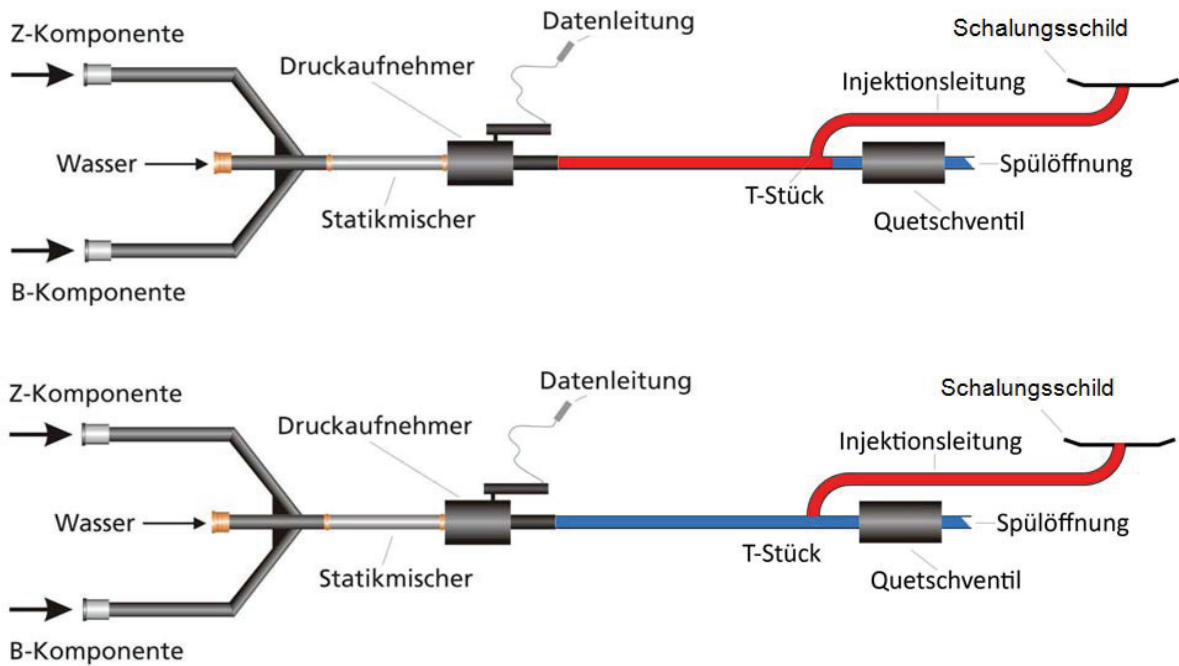 Datenleitung
Z-Komponente
Schalungsschild
Druckaufnehmer
Injektionsleitung
Wasser
Spülöffnung
T-Stück
Statikmischer
Quetschventil
B-Komponente
Datenleitung
Z-Komponente
Schalungsschild
Druckaufnehmer
Injektionsleitung
Wasser
Spülöffnung
T-Stück
Statikmischer
Quetschventil
B-Komponente